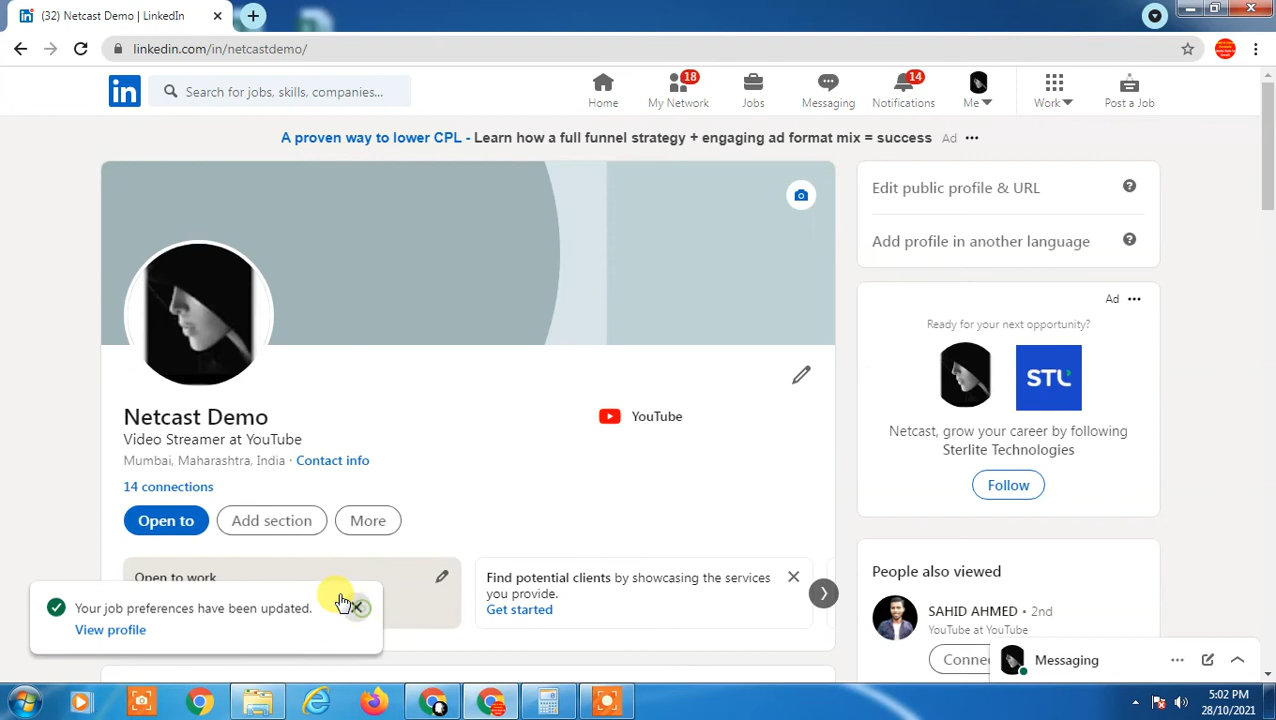 (32) Netcast Demo | LinkedIn
linkedin.com/in/netcastdemo/
in
Search for jobs, skills, companies...
Home
18
My Network
Jobs
Messaging
14
Notifications
Me
Work
Post a Job
A proven way to lower CPL - Learn how a full funnel strategy + engaging ad format mix = success Ad
Netcast Demo
Video Streamer at YouTube
Mumbai, Maharashtra, India · Contact info
14 connections
YouTube
Open to
Add section
More
Open to work
Find potential clients by showcasing the services
you provide.
Get started
Your job preferences have been updated.
View profile
Edit public profile & URL
Add profile in another language
Ad
Ready for your next opportunity?
STL
Netcast, grow your career by following
Sterlite Technologies
Follow
People also viewed
SAHID AHMED • 2nd
YouTube at YouTube
Conne
Messaging
5:02 PM
28/10/2021